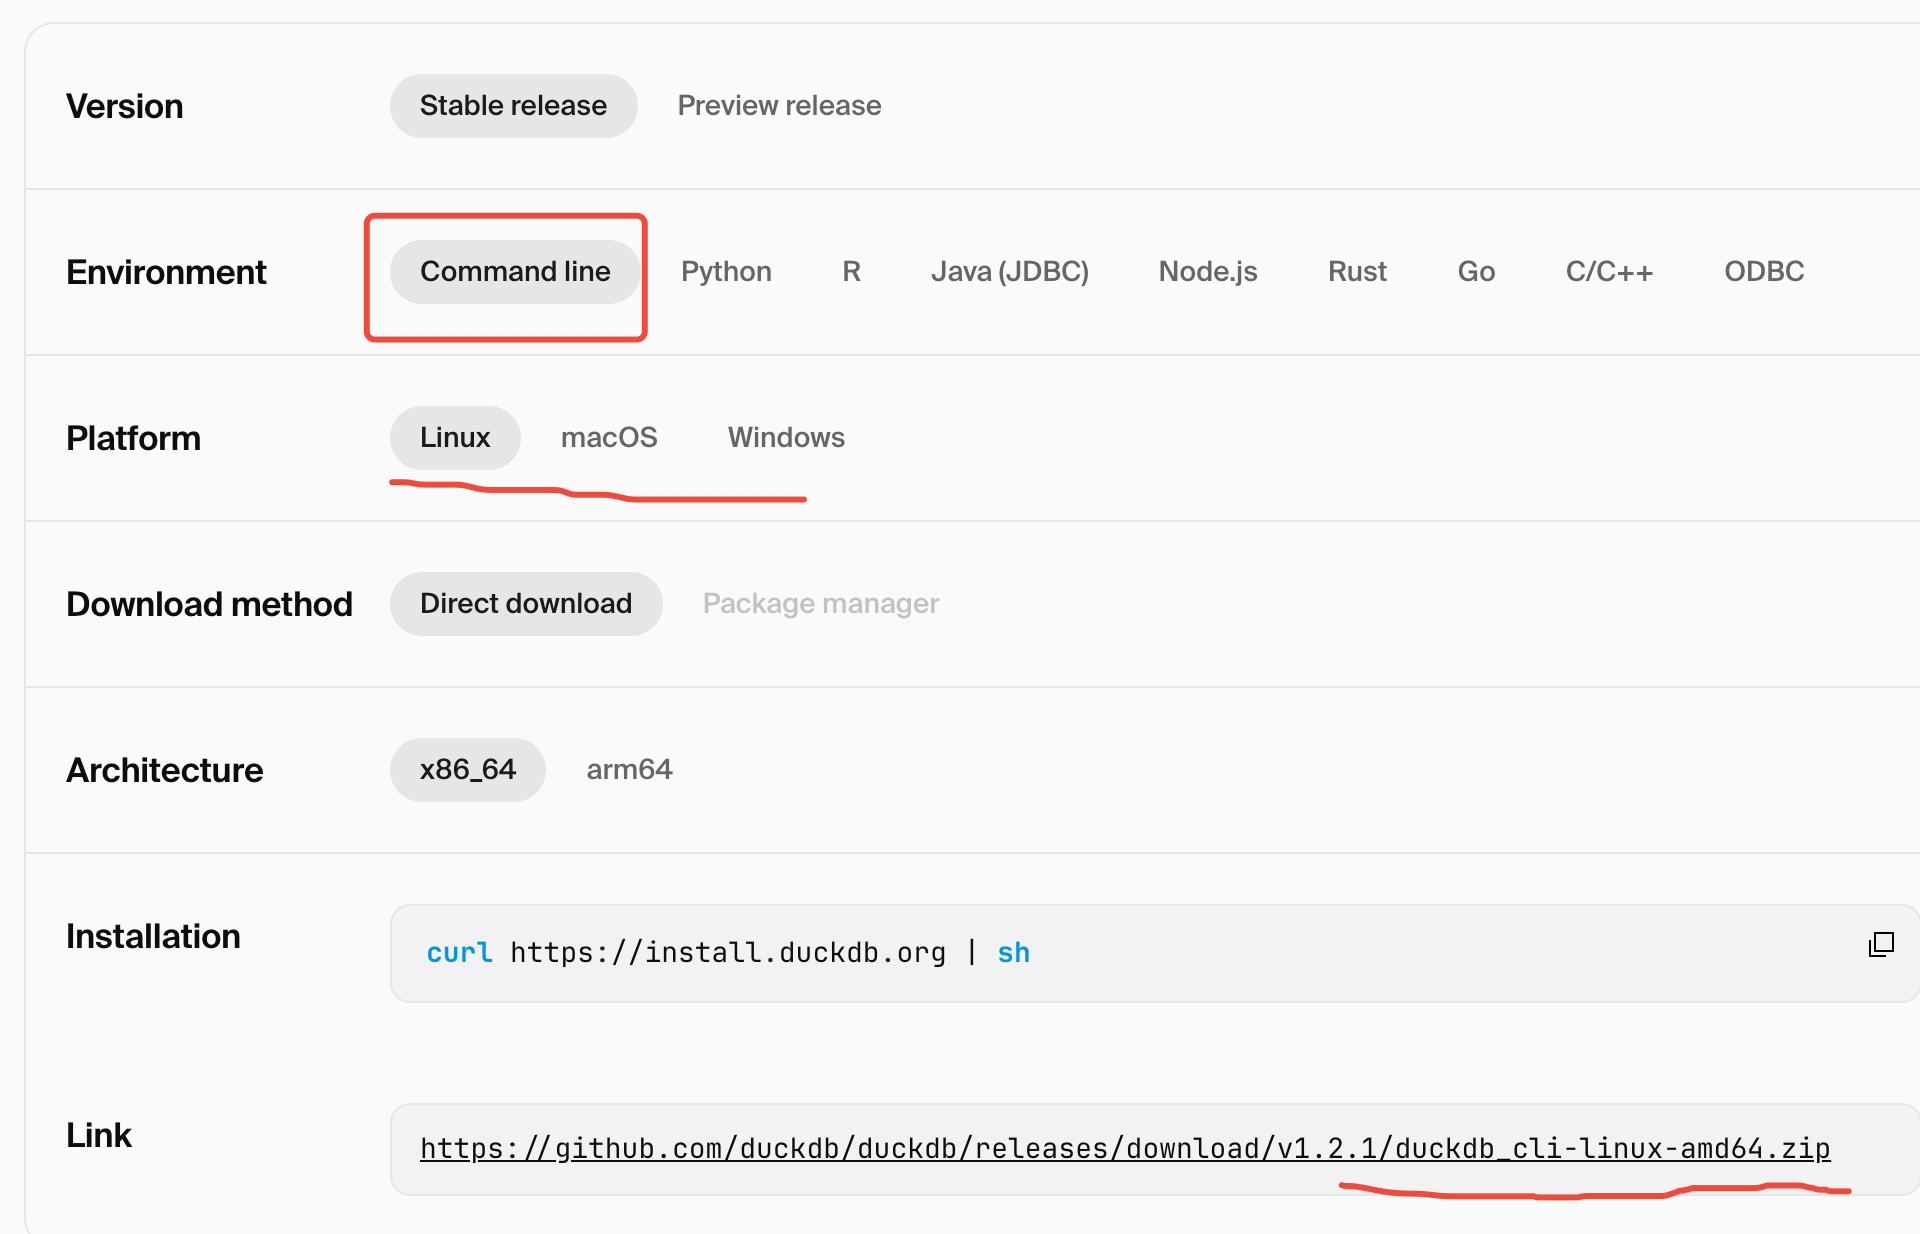 Version Stable release Preview release
Environment Command line Python R Java (JDBC) Node.js Rust Go C/C++ ODBC
Platform Linux macOS Windows
Download method Direct download Package manager
Architecture x86_64 arm64
Installation curl https://install.duckdb.org | sh
Link https://github.com/duckdb/duckdb/releases/download/v1.2.1/duckdb_cli-linux-amd64.zip